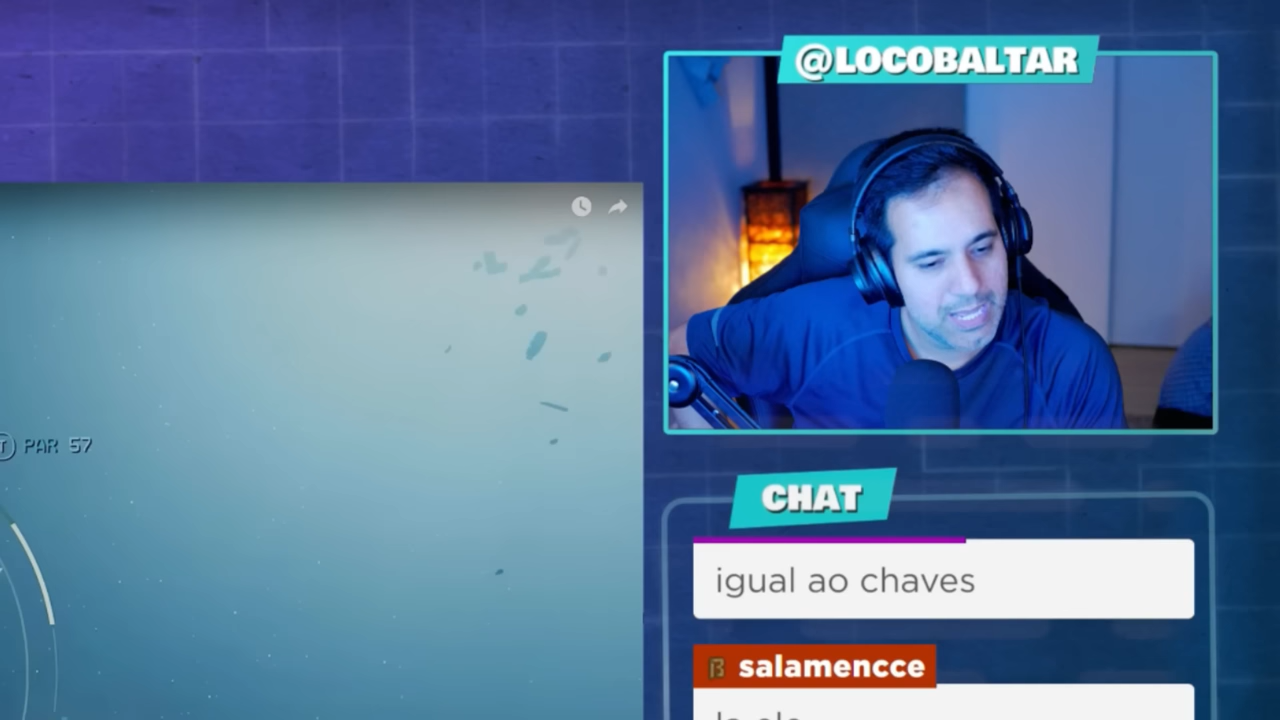 @LOCOBALTAR
PAR 57
CHAT
igual ao chaves
salamencce